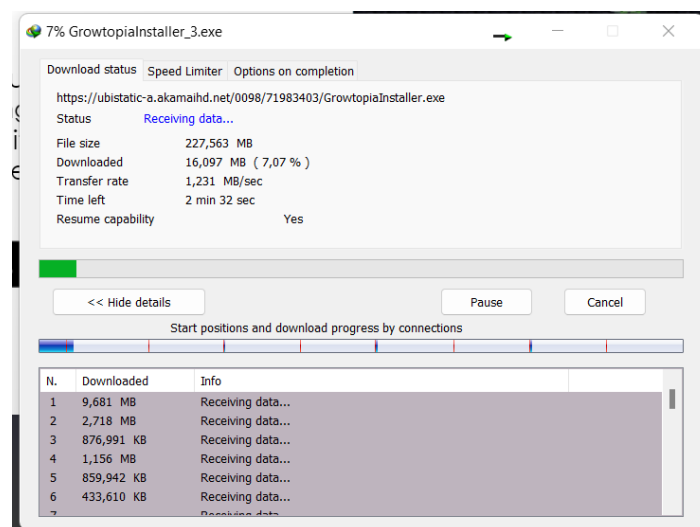 7% GrowtopiaInstaller_3.exe
Download status Speed Limiter Options on completion
https://ubistatic-a.akamaihd.net/0098/71983403/GrowtopiaInstaller.exe
Status Receiving data...
File size 227,563 MB
Downloaded 16,097 MB ( 7,07 % )
Transfer rate 1,231 MB/sec
Time left 2 min 32 sec
Resume capability Yes
<< Hide details Pause Cancel
Start positions and download progress by connections
N. Downloaded Info
1 9,681 MB Receiving data...
2 2,718 MB Receiving data...
3 876,991 KB Receiving data...
4 1,156 MB Receiving data...
5 859,942 KB Receiving data...
6 433,610 KB Receiving data...
7 Receiving data...